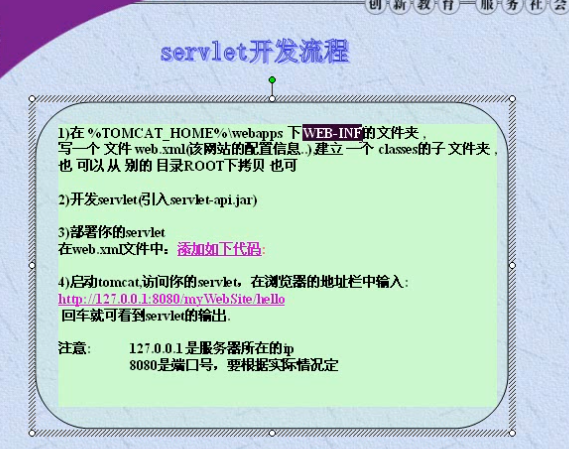 创新教育—服务社会
servlet开发流程
1)在 %TOMCAT_HOME%\webapps 下 WEB-INF的文件夹 ,
写一个 文件 web.xml(该网站的配置信息..),建立一个 classes的子 文件夹 ,
也 可以 从 别的 目录ROOT下拷贝 也可
2)开发servlet(引入servlet-api.jar)
3)部署你的servlet
在web.xml文件中：添加如下代码:
4)启动tomcat,访问你的servlet，在浏览器的地址栏中输入:
http://127.0.0.1:8080/myWebSite/hello
回车就可看到servlet的输出.
注意: 127.0.0.1 是服务器所在的ip
8080是端口号，要根据实际情况定